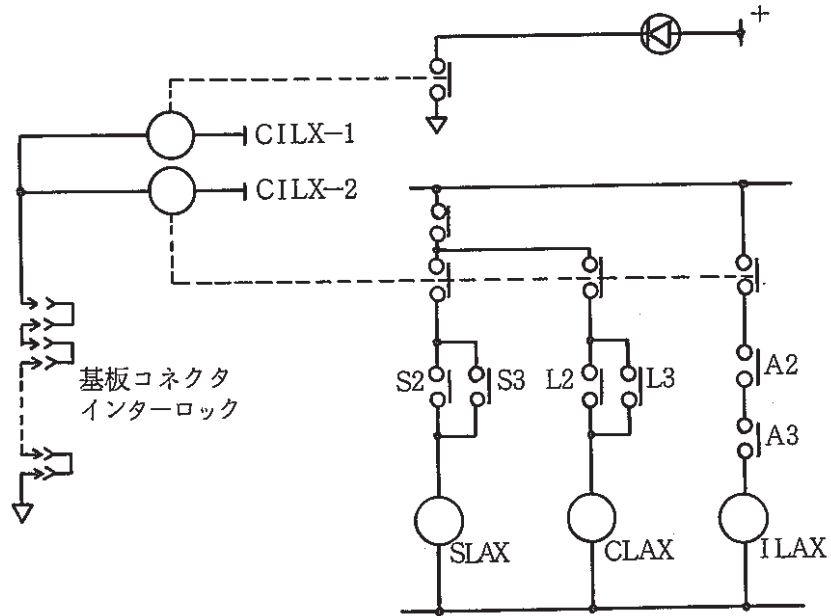 +
CILX-1
CILX-2
基板コネクタ
インターロック
S2
S3
L2
L3
A2
A3
SLAX
CLAX
ILAX